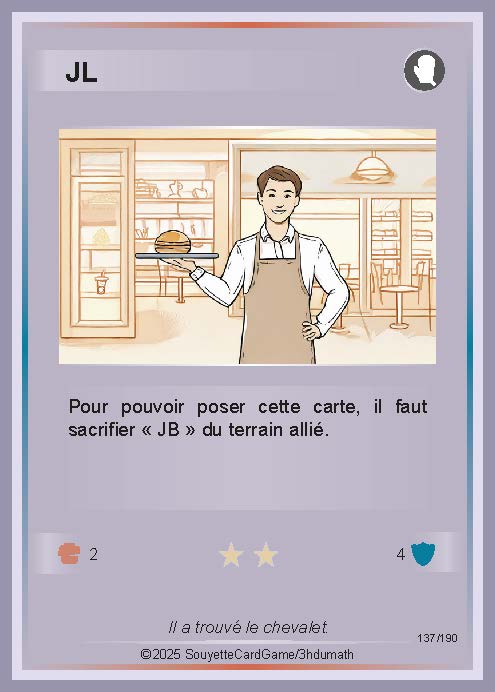 JL
Pour pouvoir poser cette carte, il faut
sacrifier « JB » du terrain allié.
2
4
Il a trouvé le chevalet.
137/190
©2025 SouyetteCardGame/3hdumath